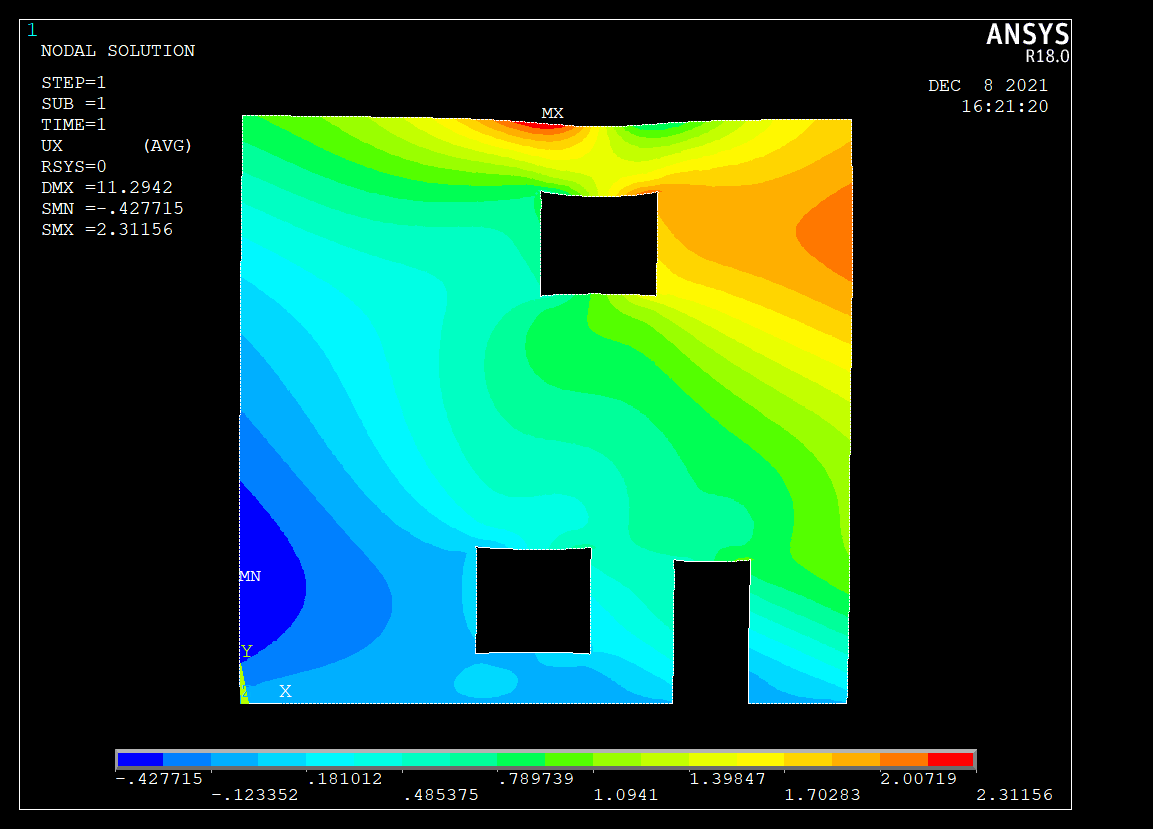 1
ANSYS
R18.0
NODAL SOLUTION
STEP=1
SUB =1
TIME=1
UX (AVG)
RSYS=0
DMX =11.2942
SMN =-.427715
SMX =2.31156
DEC 8 2021
16:21:20
MX
MN
Y
X
-.427715 .181012 .789739 1.39847 2.00719
-.123352 .485375 1.0941 1.70283 2.31156